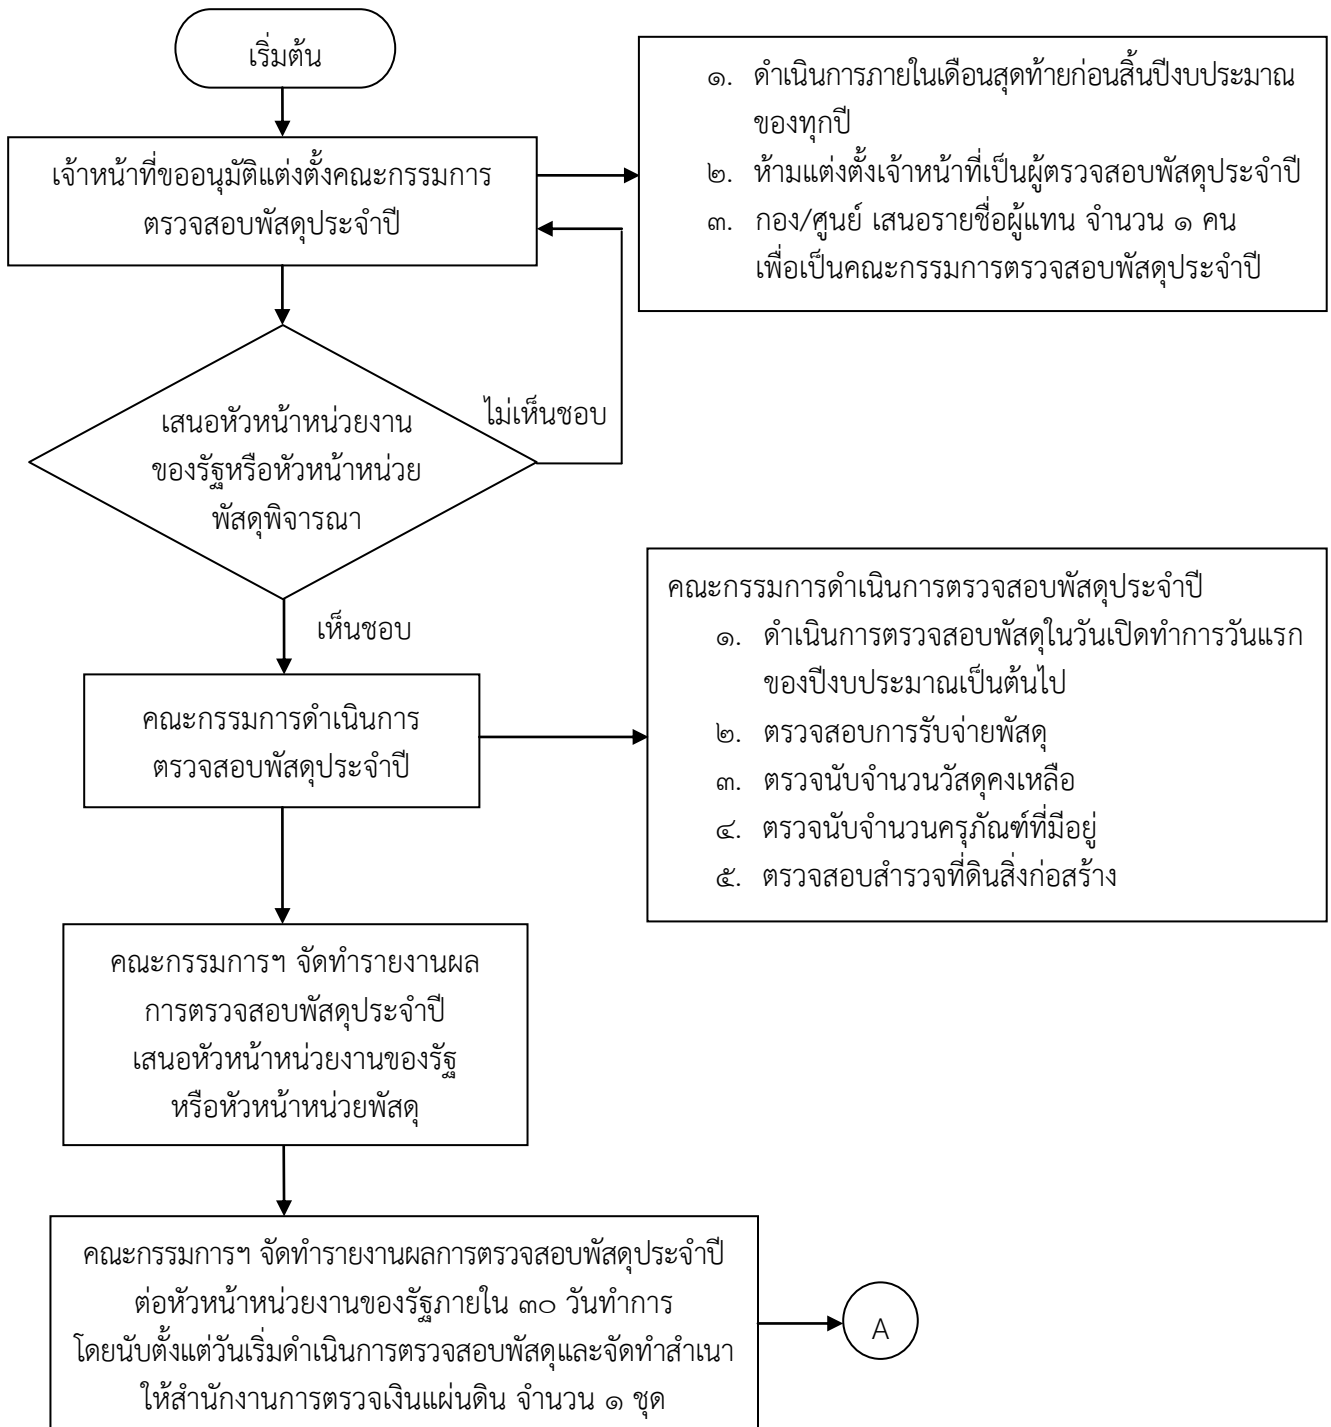 เริ่มต้น
เจ้าหน้าที่ขออนุมัติแต่งตั้งคณะกรรมการ
ตรวจสอบพัสดุประจำปี
๑. ดำเนินการภายในเดือนสุดท้ายก่อนสิ้นปีงบประมาณ
ของทุกปี
๒. ห้ามแต่งตั้งเจ้าหน้าที่เป็นผู้ตรวจสอบพัสดุประจำปี
๓. กอง/ศูนย์ เสนอรายชื่อผู้แทน จำนวน ๑ คน
เพื่อเป็นคณะกรรมการตรวจสอบพัสดุประจำปี
เสนอหัวหน้าหน่วยงาน
ของรัฐหรือหัวหน้าหน่วย
พัสดุพิจารณา
ไม่เห็นชอบ
เห็นชอบ
คณะกรรมการดำเนินการ
ตรวจสอบพัสดุประจำปี
คณะกรรมการดำเนินการตรวจสอบพัสดุประจำปี
๑. ดำเนินการตรวจสอบพัสดุในวันเปิดทำการวันแรก
ของปีงบประมาณเป็นต้นไป
๒. ตรวจสอบการรับจ่ายพัสดุ
๓. ตรวจนับจำนวนวัสดุคงเหลือ
๔. ตรวจนับจำนวนครุภัณฑ์ที่มีอยู่
๕. ตรวจสอบสำรวจที่ดินสิ่งก่อสร้าง
คณะกรรมการฯ จัดทำรายงานผล
การตรวจสอบพัสดุประจำปี
เสนอหัวหน้าหน่วยงานของรัฐ
หรือหัวหน้าหน่วยพัสดุ
คณะกรรมการฯ จัดทำรายงานผลการตรวจสอบพัสดุประจำปี
ต่อหัวหน้าหน่วยงานของรัฐภายใน ๓๐ วันทำการ
โดยนับตั้งแต่วันเริ่มดำเนินการตรวจสอบพัสดุและจัดทำสำเนา
ให้สำนักงานการตรวจเงินแผ่นดิน จำนวน ๑ ชุด
A